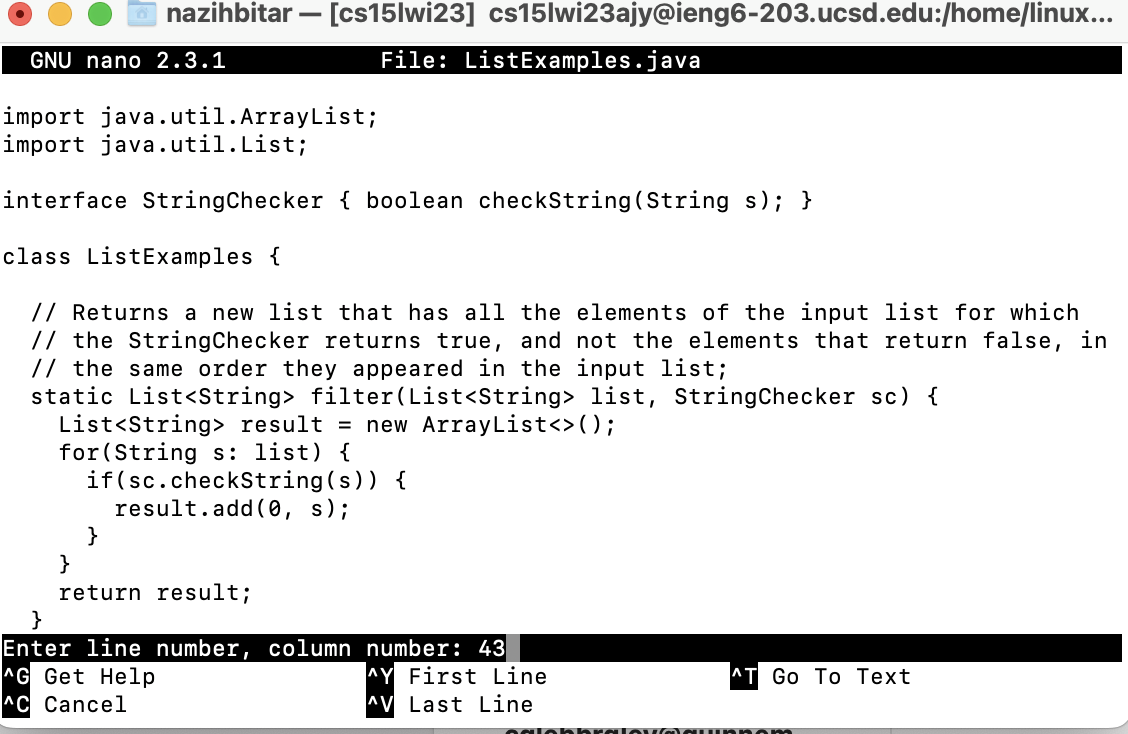 nazihbitar — [cs15lwi23] cs15lwi23ajy@ieng6-203.ucsd.edu:/home/linux...
GNU nano 2.3.1 File: ListExamples.java
import java.util.ArrayList;
import java.util.List;
interface StringChecker { boolean checkString(String s); }
class ListExamples {
// Returns a new list that has all the elements of the input list for which
// the StringChecker returns true, and not the elements that return false, in
// the same order they appeared in the input list;
static List<String> filter(List<String> list, StringChecker sc) {
List<String> result = new ArrayList<>();
for(String s: list) {
if(sc.checkString(s)) {
result.add(0, s);
}
}
return result;
}
Enter line number, column number: 43
^G Get Help ^Y First Line ^T Go To Text
^C Cancel ^V Last Line